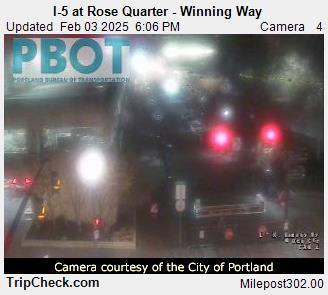 I-5 at Rose Quarter - Winning Way
Updated Feb 03 2025 6:06 PM Camera 4
PBOT
PORTLAND BUREAU OF TRANSPORTATION
Camera courtesy of the City of Portland
TripCheck.com Milepost302.00